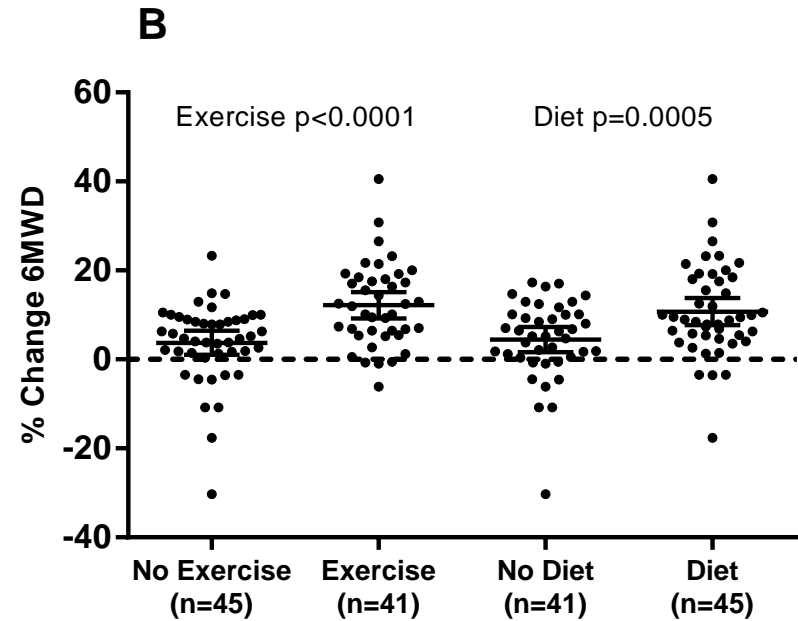 B
Exercise p<0.0001 Diet p=0.0005
% Change 6MWD
60
40
20
0
-20
-40
No Exercise Exercise No Diet Diet
(n=45) (n=41) (n=41) (n=45)